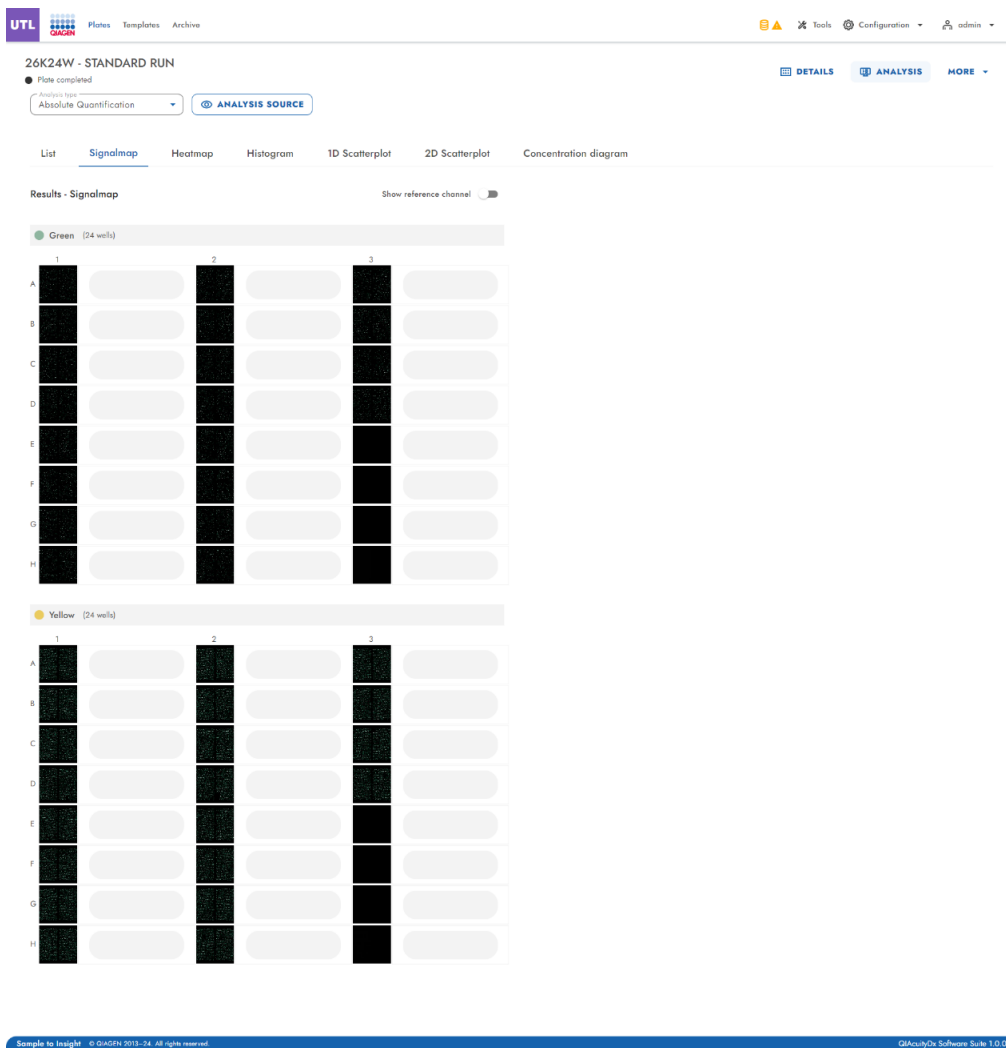 UTL QIAGEN Plates Templates Archive Tools Configuration admin
26K24W - STANDARD RUN
Plate completed
DETAILS ANALYSIS MORE
Analysis type
Absolute Quantification
ANALYSIS SOURCE
List Signalmap Heatmap Histogram 1D Scatterplot 2D Scatterplot Concentration diagram
Results - Signalmap Show reference channel
Green (24 wells)
1 2 3
A
B
C
D
E
F
G
H
Yellow (24 wells)
1 2 3
A
B
C
D
E
F
G
H
Sample to Insight © QIAGEN 2013–24. All rights reserved. QIAcuityDx Software Suite 1.0.0